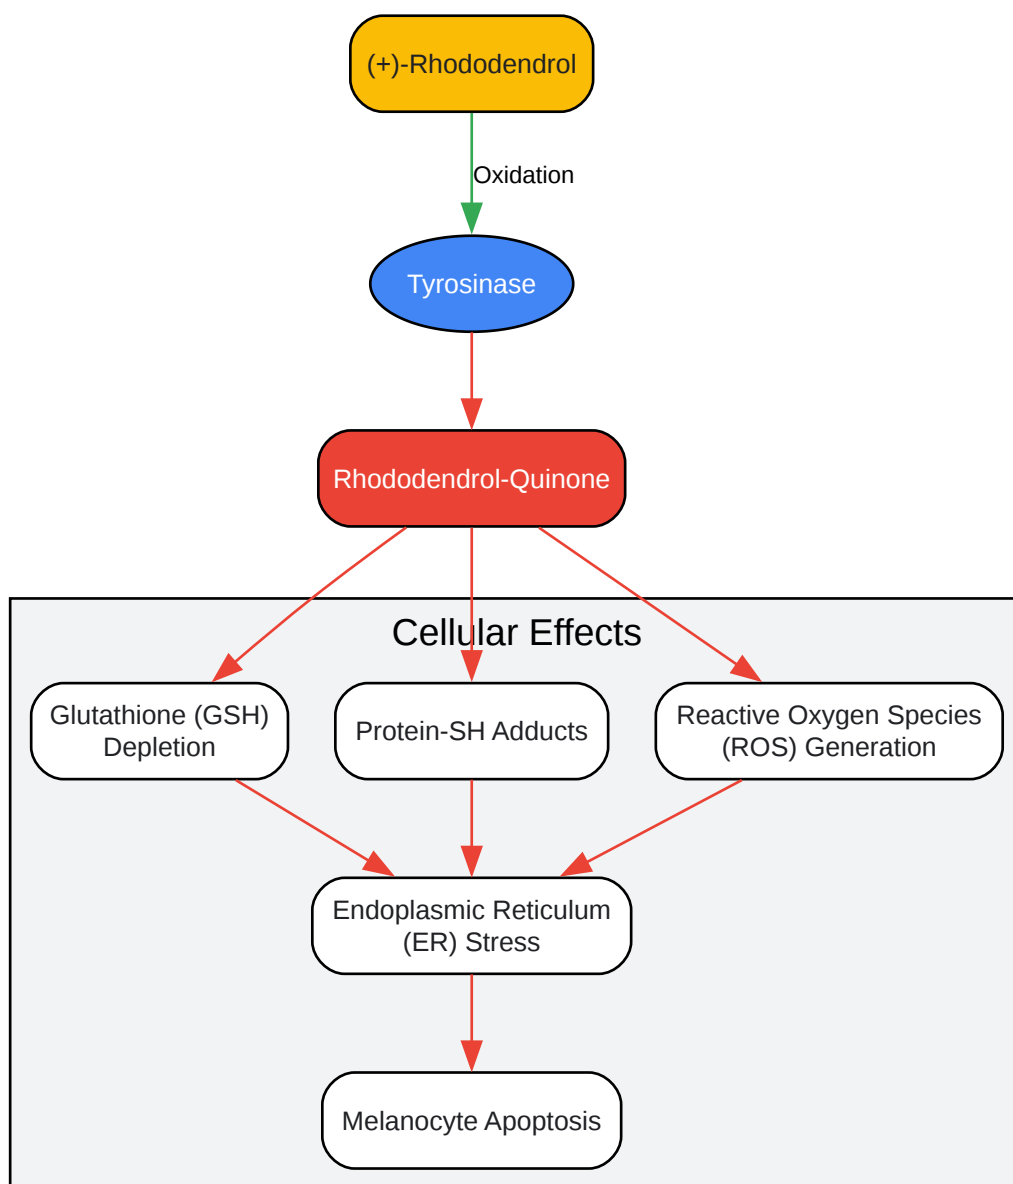 (+)-Rhododendrol
Oxidation
Tyrosinase
Rhododendrol-Quinone
Cellular Effects
Glutathione (GSH)
Depletion
Protein-SH Adducts
Reactive Oxygen Species
(ROS) Generation
Endoplasmic Reticulum
(ER) Stress
Melanocyte Apoptosis